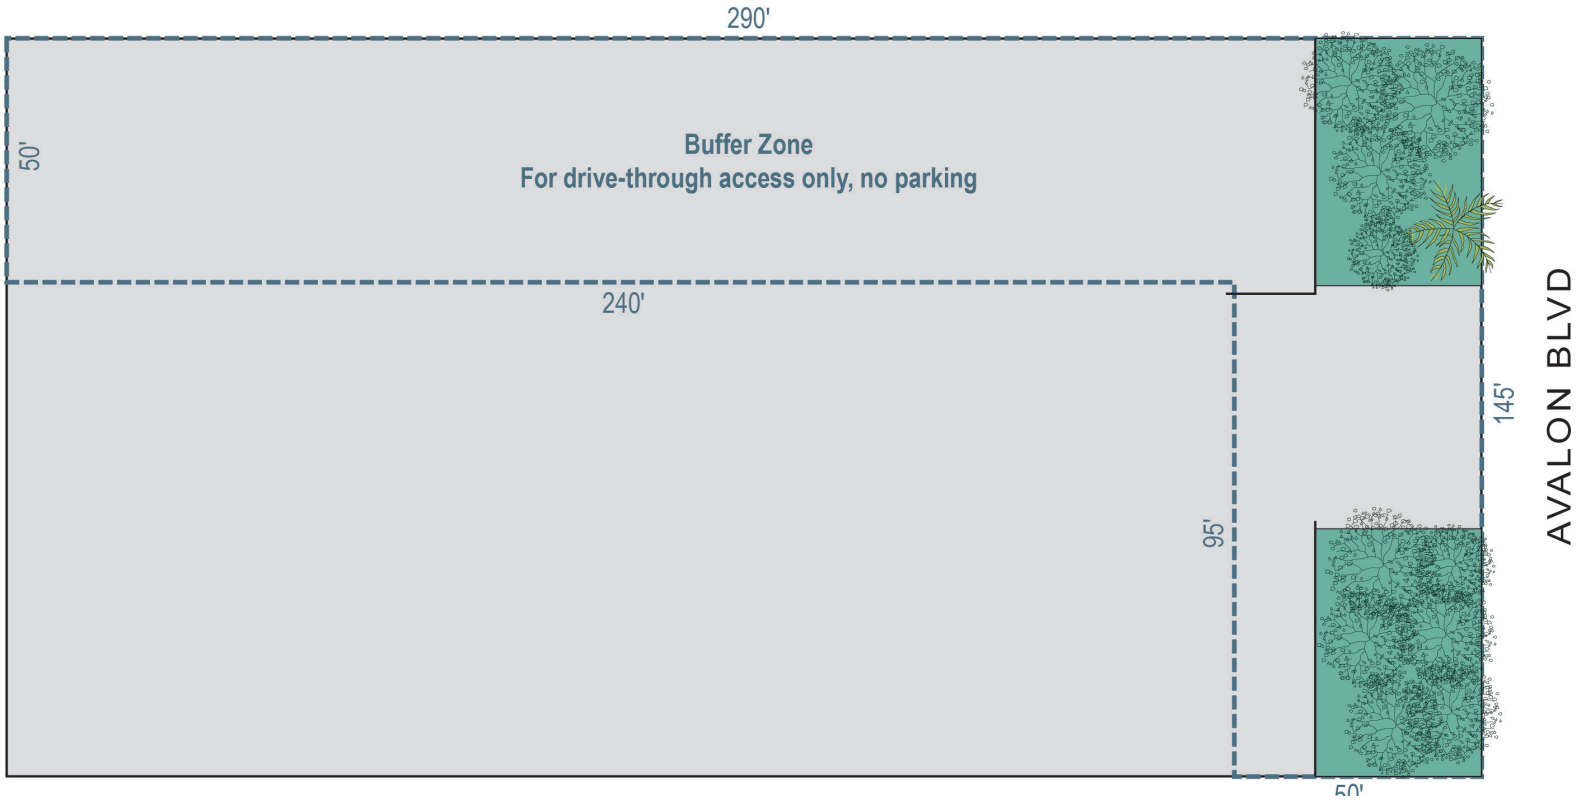 290'
50'
Buffer Zone
For drive-through access only, no parking
240'
95'
145'
AVALON BLVD
50'